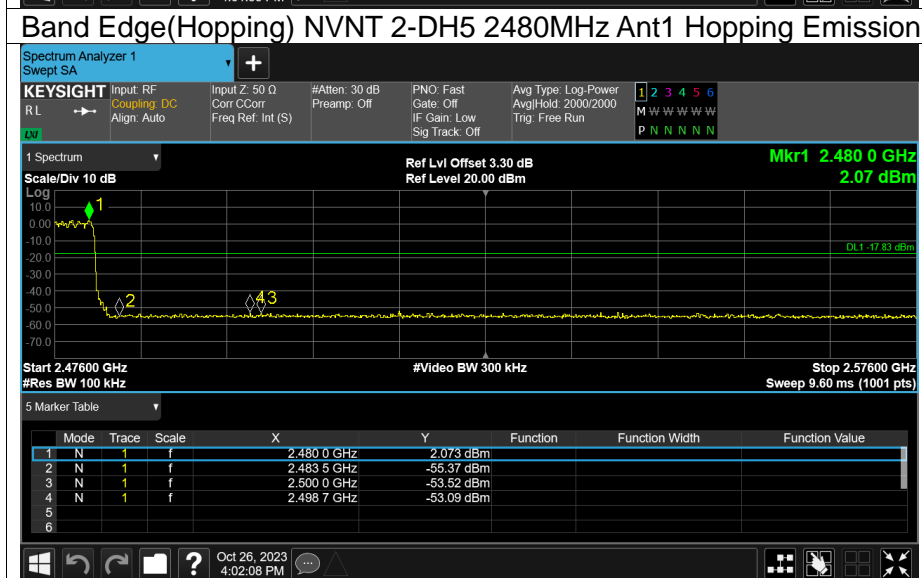 Band Edge(Hopping) NVNT 2-DH5 2480MHz Ant1 Hopping Emission
Spectrum Analyzer 1
Swept SA
+
KEYSIGHT Input: RF Input Z: 50 Ω #Atten: 30 dB PNO: Fast Avg Type: Log-Power 1 2 3 4 5 6
RL Coupling: DC Corr CCorr Preamp: Off Gate: Off Avg|Hold: 2000/2000 M W W W W W
Align: Auto Freq Ref: Int (S) IF Gain: Low Trig: Free Run
LXI Sig Track: Off P N N N N N
1 Spectrum Ref Lvl Offset 3.30 dB Mkr1 2.480 0 GHz
Scale/Div 10 dB Ref Level 20.00 dBm 2.07 dBm
Log
10.0 1
0.00
-10.0
DL1 -17.83 dBm
-20.0
-30.0
-40.0
2 4 3
-50.0
-60.0
-70.0
Start 2.47600 GHz #Video BW 300 kHz Stop 2.57600 GHz
#Res BW 100 kHz Sweep 9.60 ms (1001 pts)
5 Marker Table
Mode Trace Scale X Y Function Function Width Function Value
1 N 1 f 2.480 0 GHz 2.073 dBm
2 N 1 f 2.483 5 GHz -55.37 dBm
3 N 1 f 2.500 0 GHz -53.52 dBm
4 N 1 f 2.498 7 GHz -53.09 dBm
5
6
? Oct 26, 2023
4:02:08 PM